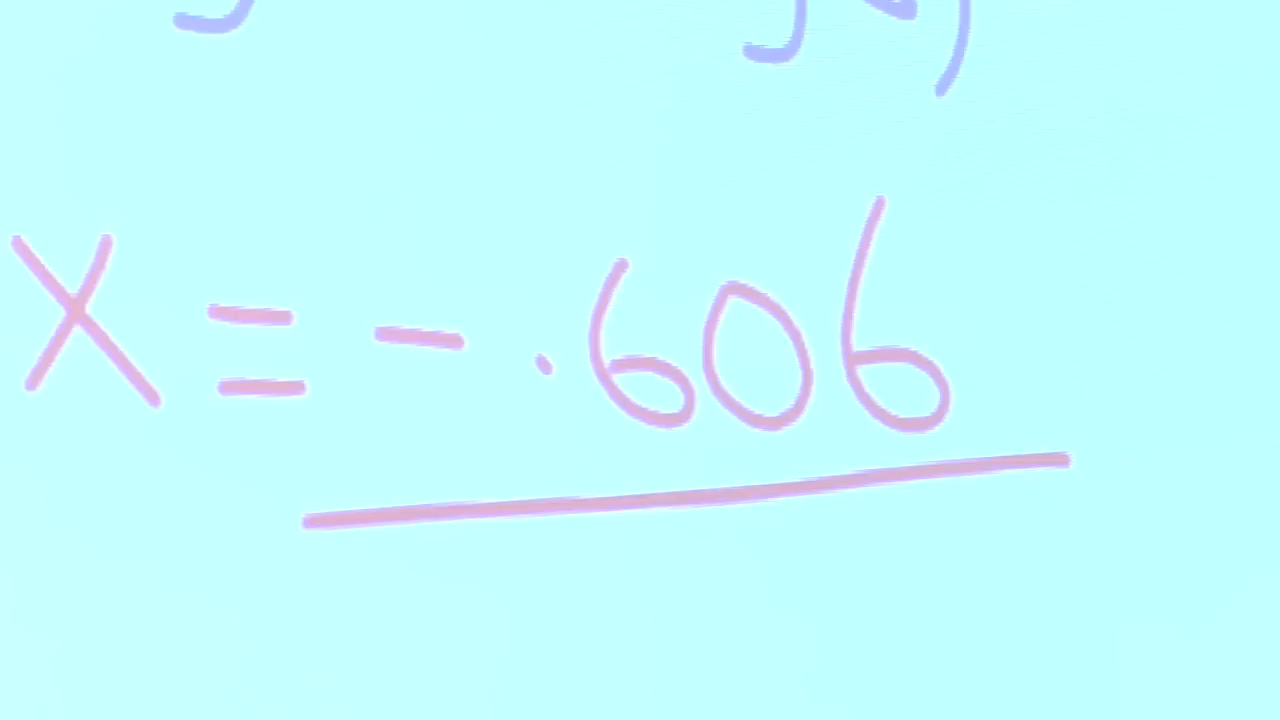 X = - .606